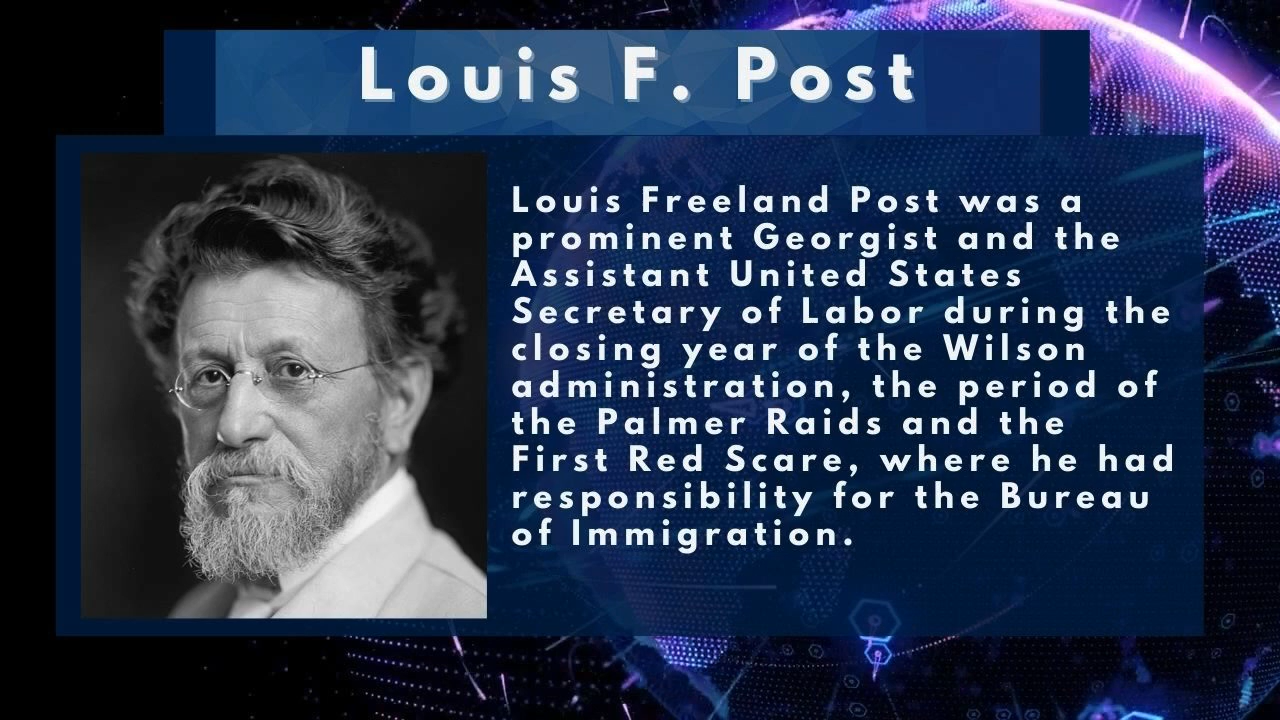 Louis F. Post
Louis Freeland Post was a
prominent Georgist and the
Assistant United States
Secretary of Labor during the
closing year of the Wilson
administration, the period of
the Palmer Raids and the
First Red Scare, where he had
responsibility for the Bureau
of Immigration.